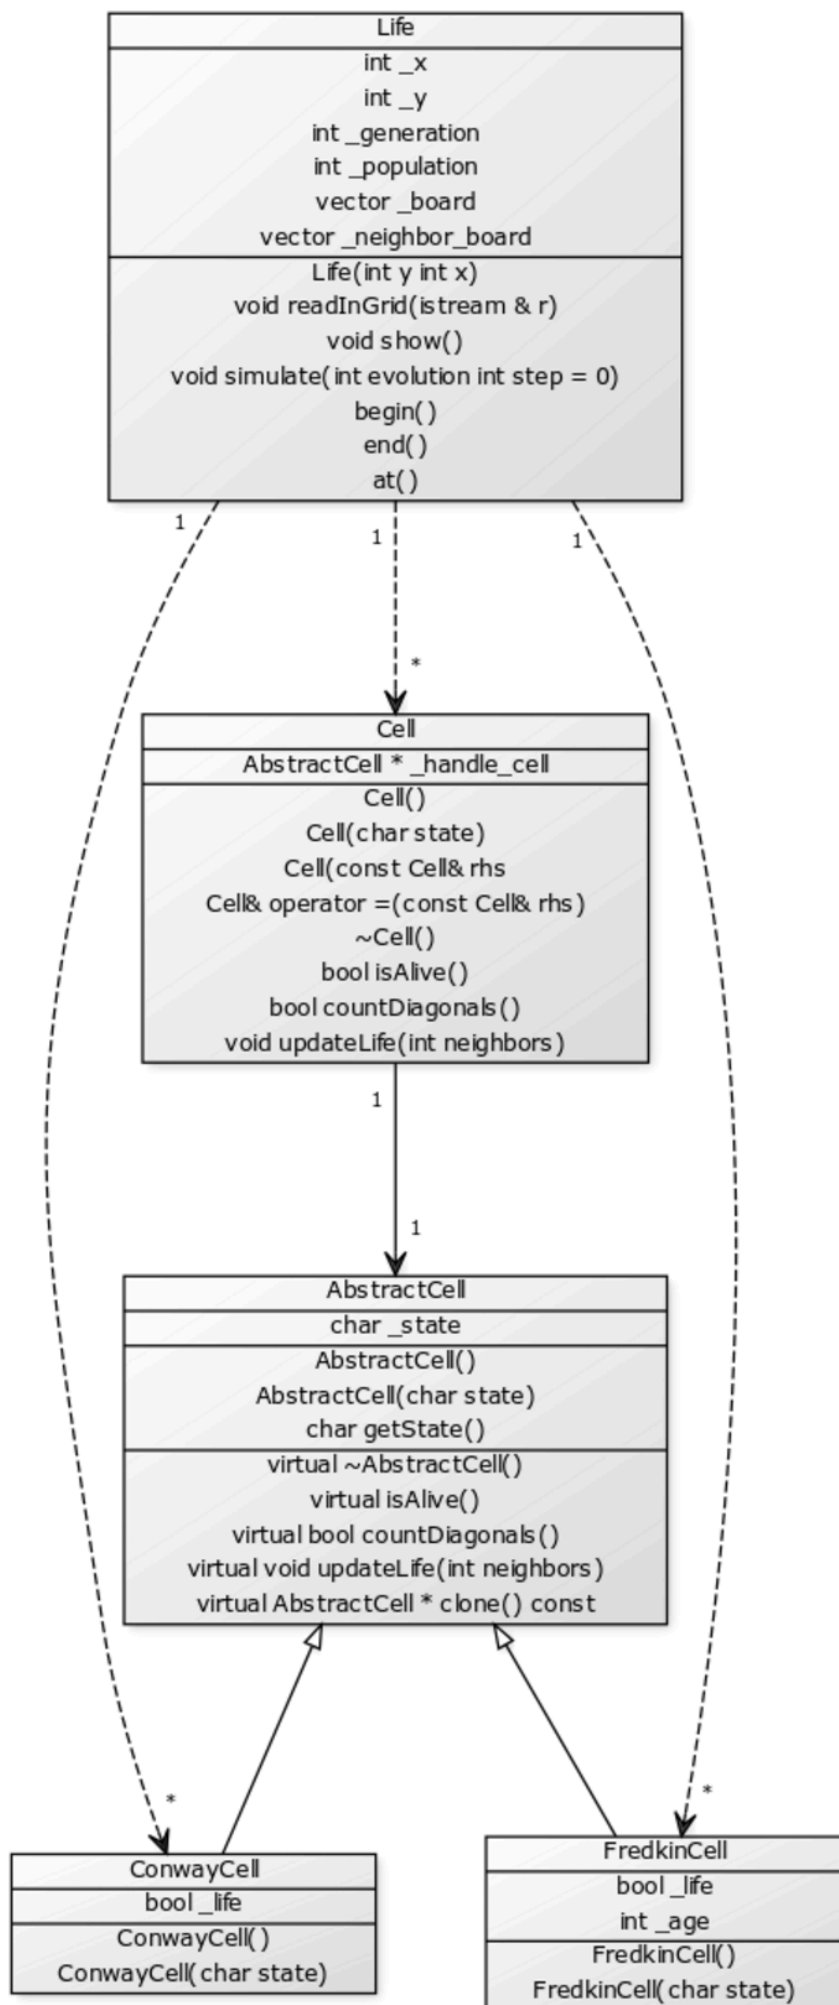 Life
int _x
int _y
int _generation
int _population
vector _board
vector _neighbor_board
Life(int y int x)
void readInGrid(istream & r)
void show()
void simulate(int evolution int step = 0)
begin()
end()
at()
1
1
1
*
Cell
AbstractCell * _handle_cell
Cell()
Cell(char state)
Cell(const Cell& rhs
Cell& operator =(const Cell& rhs)
~Cell()
bool isAlive()
bool countDiagonals()
void updateLife(int neighbors)
1
1
AbstractCell
char _state
AbstractCell()
AbstractCell(char state)
char getState()
virtual ~AbstractCell()
virtual isAlive()
virtual bool countDiagonals()
virtual void updateLife(int neighbors)
virtual AbstractCell * clone() const
*
*
ConwayCell
bool _life
ConwayCell()
ConwayCell(char state)
FredkinCell
bool _life
int _age
FredkinCell()
FredkinCell(char state)